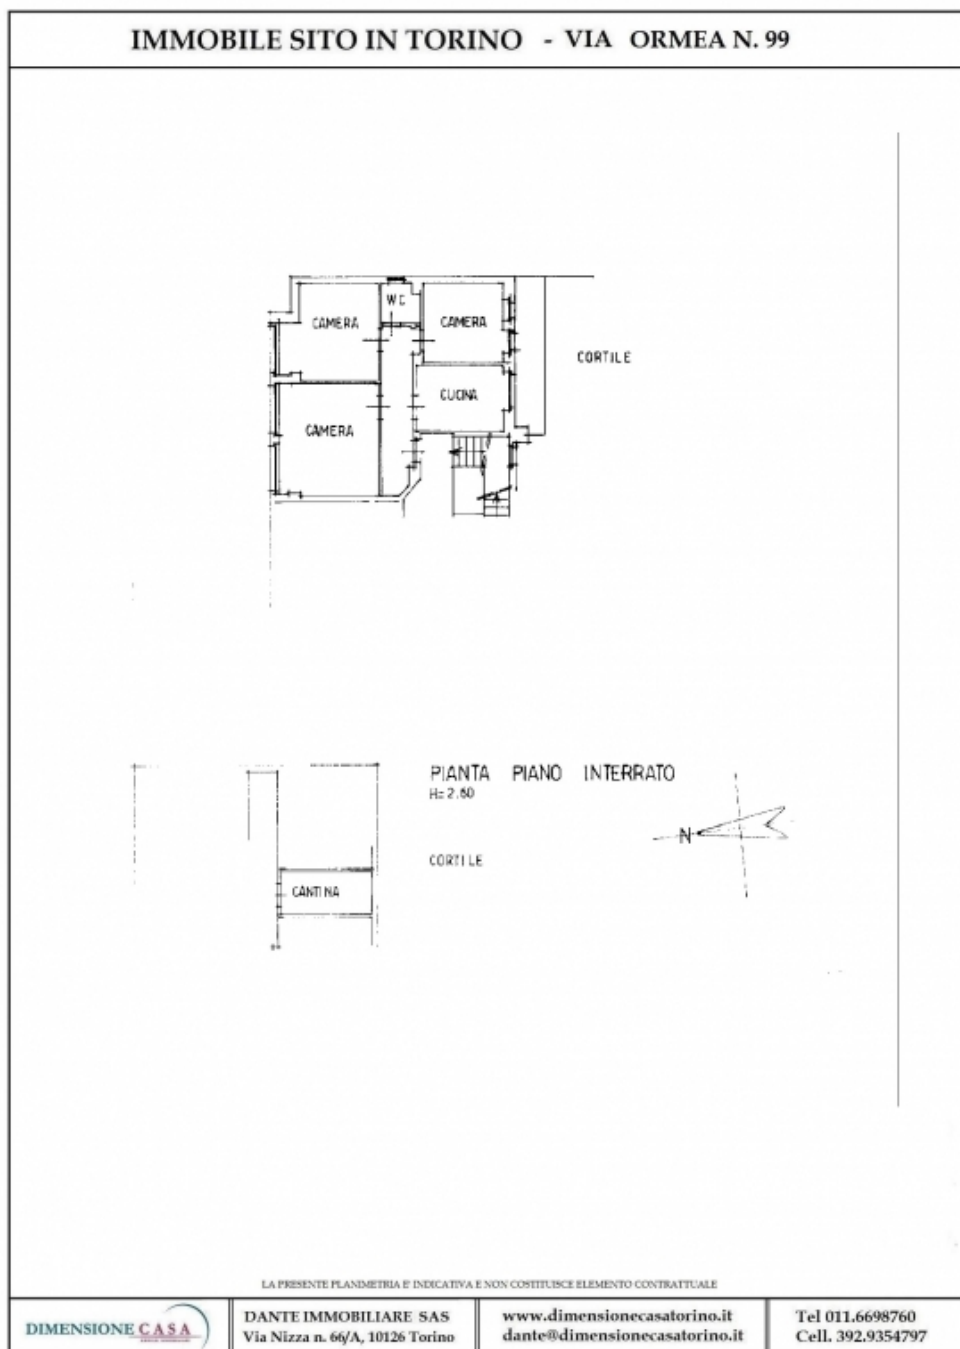 IMMOBILE SITO IN TORINO - VIA ORMEA N. 99
WC
CAMERA
CAMERA
CORTILE
CUCINA
CAMERA
PIANTA PIANO INTERRATO
H=2.60
N
CORTILE
CANTINA
LA PRESENTE PLANIMETRIA E' INDICATIVA E NON COSTITUISCE ELEMENTO CONTRATTUALE
DIMENSIONE CASA
DANTE IMMOBILIARE SAS
Via Nizza n. 66/A, 10126 Torino
www.dimensionecasatorino.it
dante@dimensionecasatorino.it
Tel 011.6698760
Cell. 392.9354797